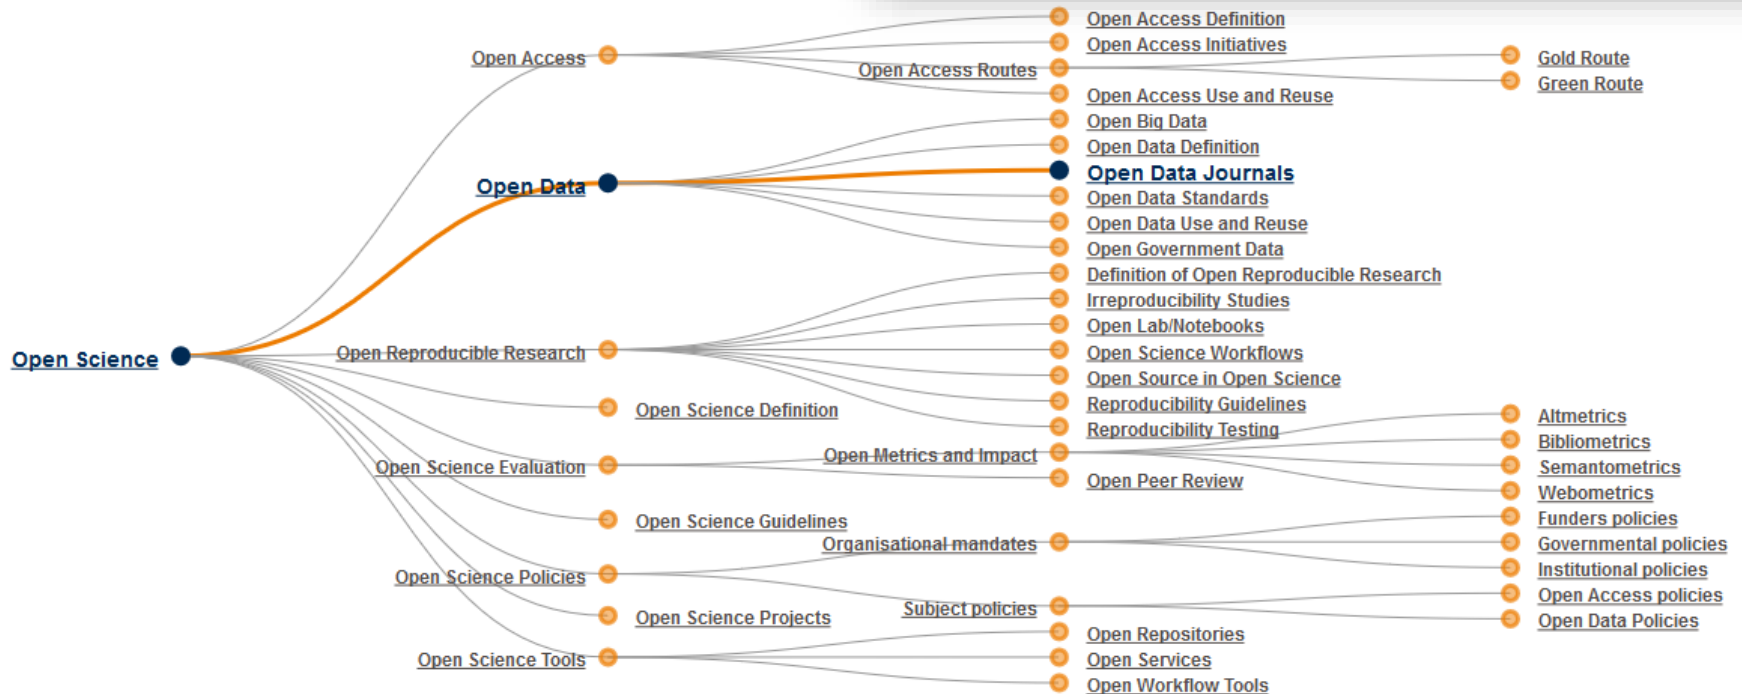 Open Science
Open Access
Open Access Definition
Open Access Initiatives
Open Access Routes
Gold Route
Green Route
Open Access Use and Reuse
Open Data
Open Big Data
Open Data Definition
Open Data Journals
Open Data Standards
Open Data Use and Reuse
Open Government Data
Open Reproducible Research
Definition of Open Reproducible Research
Irreproducibility Studies
Open Lab/Notebooks
Open Science Workflows
Open Source in Open Science
Reproducibility Guidelines
Reproducibility Testing
Open Science Definition
Open Science Evaluation
Open Metrics and Impact
Altmetrics
Bibliometrics
Semantometrics
Webometrics
Open Peer Review
Open Science Guidelines
Open Science Policies
Organisational mandates
Funders policies
Governmental policies
Institutional policies
Subject policies
Open Access policies
Open Data Policies
Open Science Projects
Open Science Tools
Open Repositories
Open Services
Open Workflow Tools